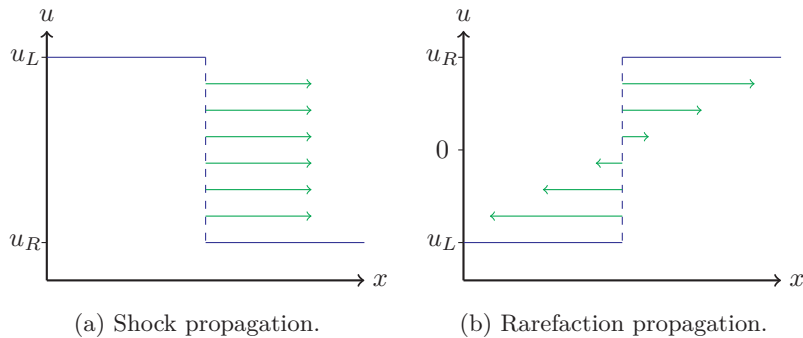 u
u_L
u_R
x
(a) Shock propagation.
u
u_R
0
u_L
x
(b) Rarefaction propagation.